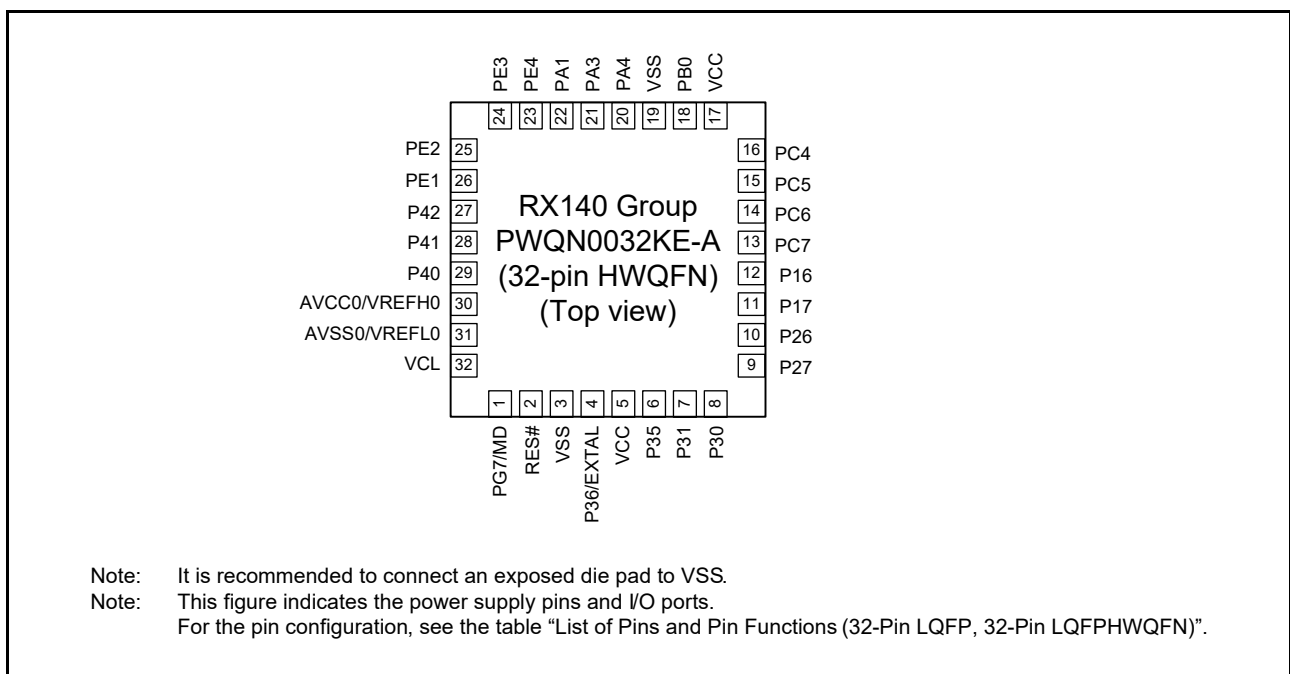 PE3 PE4 PA1 PA3 PA4 VSS PB0 VCC
24 23 22 21 20 19 18 17
PE2 25 16 PC4
PE1 26 15 PC5
P42 27 RX140 Group 14 PC6
P41 28 PWQN0032KE-A 13 PC7
P40 29 (32-pin HWQFN) 12 P16
AVCC0/VREFH0 30 (Top view) 11 P17
AVSS0/VREFL0 31 10 P26
VCL 32 9 P27
1 2 3 4 5 6 7 8
PG7/MD RES# VSS P36/EXTAL VCC P35 P31 P30
Note: It is recommended to connect an exposed die pad to VSS.
Note: This figure indicates the power supply pins and I/O ports.
For the pin configuration, see the table “List of Pins and Pin Functions (32-Pin LQFP, 32-Pin LQFPHWQFN)”.